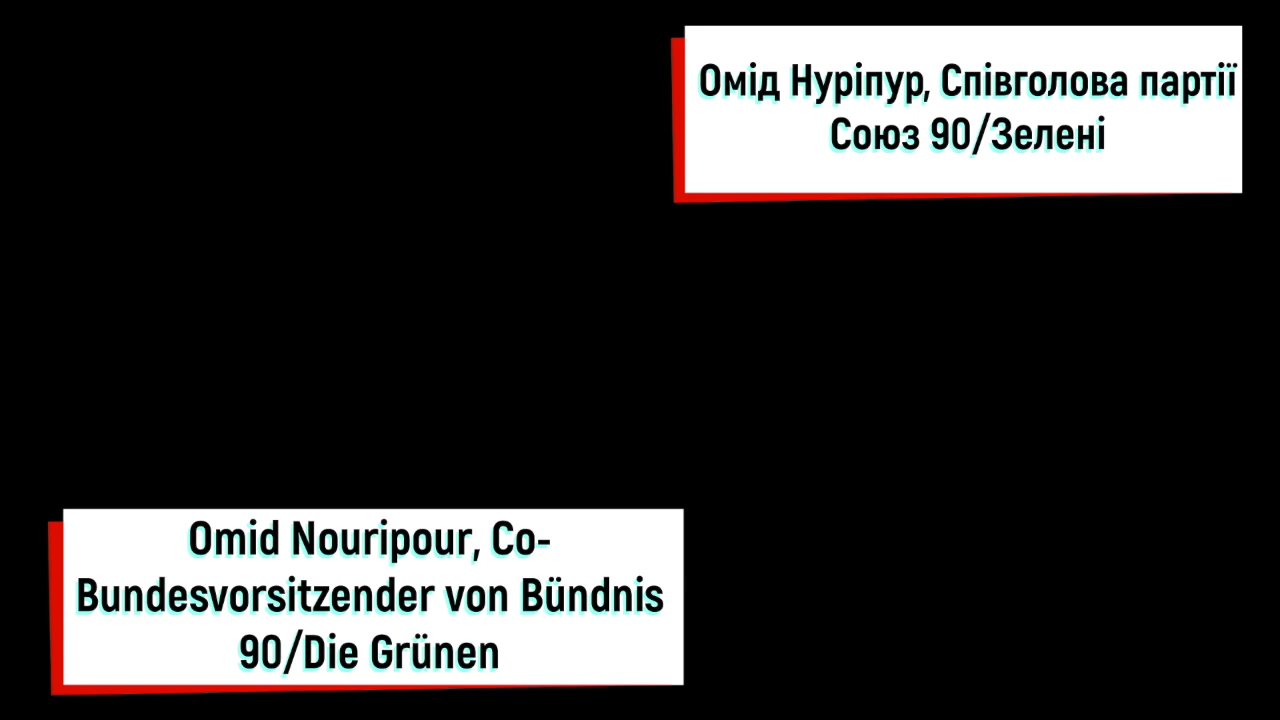 Омід Нуріпур, Співголова партії
Союз 90/Зелені
Omid Nouripour, Co-
Bundesvorsitzender von Bündnis
90/Die Grünen